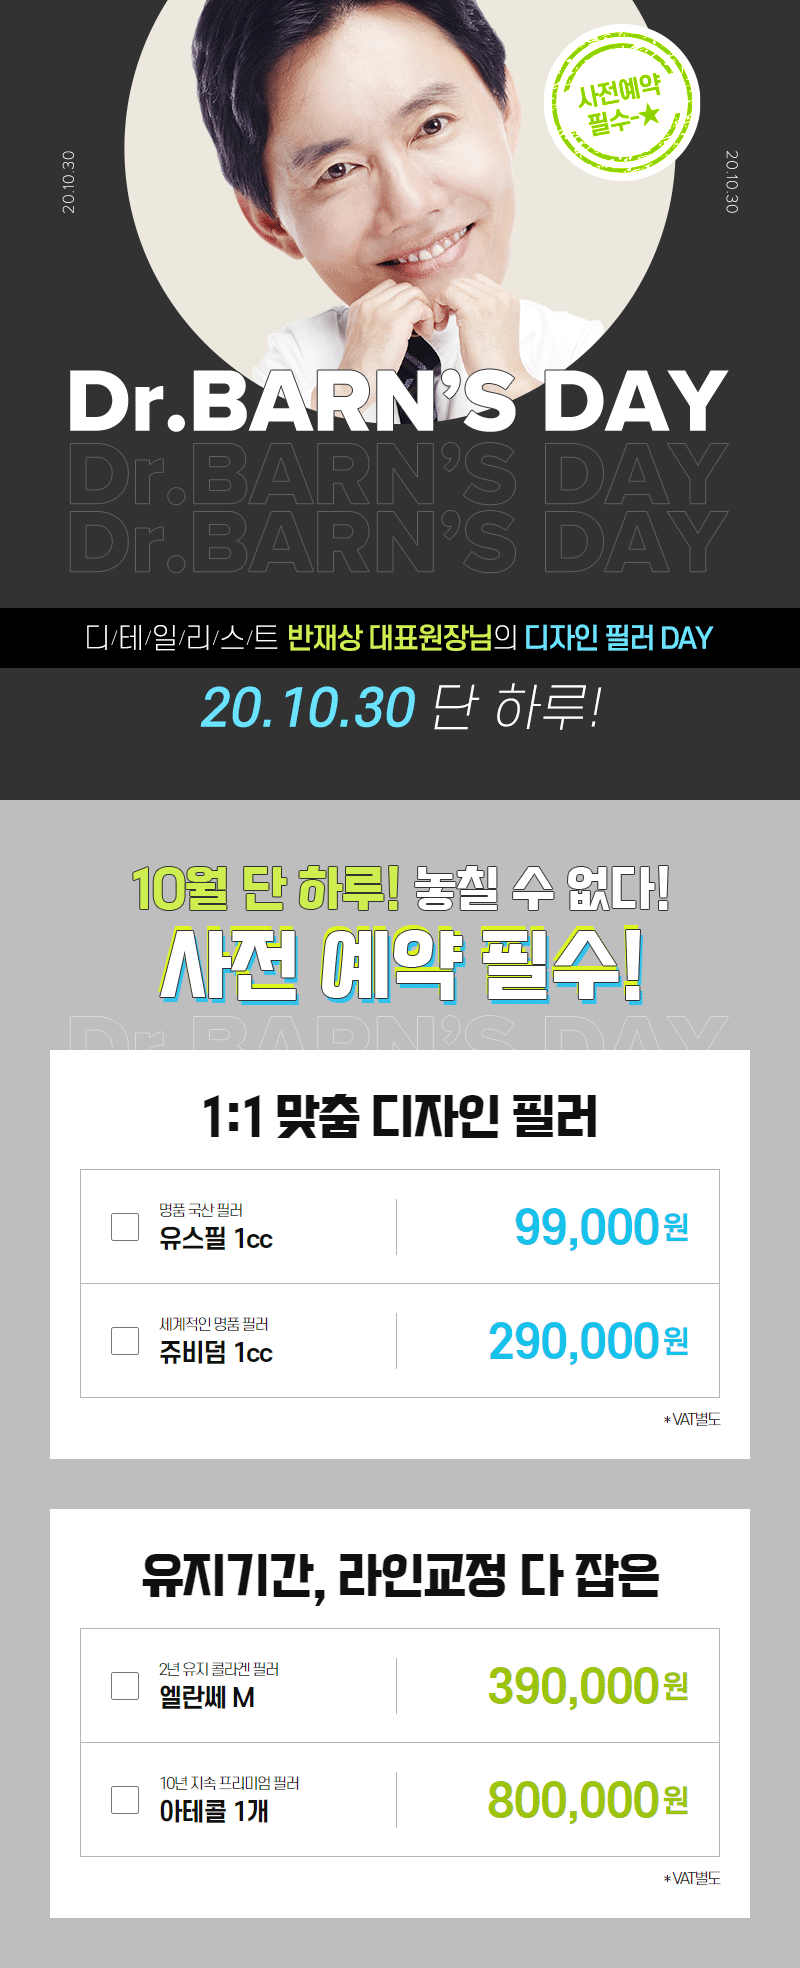 사전예약
필수-★
20.10.30
20.10.30
Dr.BARN'S DAY
Dr.BARN'S DAY
Dr.BARN'S DAY
디/테/일/리/스/트 반재상 대표원장님의 디자인 필러 DAY
20.10.30 단 하루!
10월 단 하루! 놓칠 수 없다!
사전 예약 필수!
Dr.BARN'S DAY
1:1 맞춤 디자인 필러
명품 국산 필러
유스필 1cc
99,000원
세계적인 명품 필러
쥬비덤 1cc
290,000원
*VAT별도
유지기간, 라인교정 다 잡은
2년 유지 콜라겐 필러
엘란쎄 M
390,000원
10년 지속 프리미엄 필러
아테콜 1개
800,000원
*VAT별도